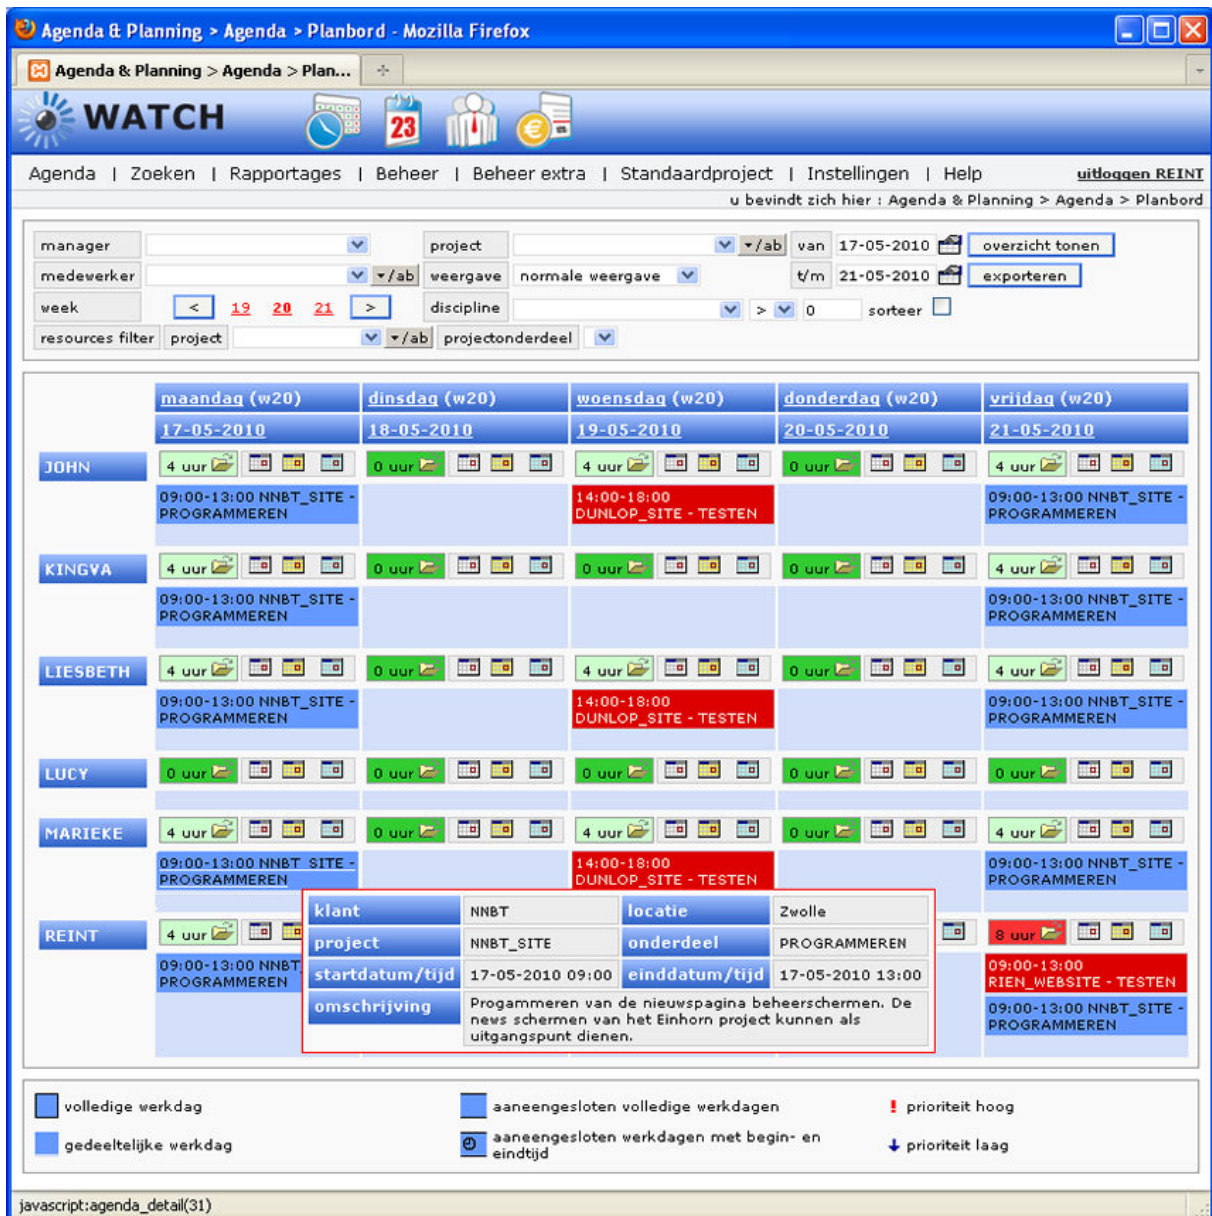 Agenda & Planning > Agenda > Planbord - Mozilla Firefox
Agenda & Planning > Agenda > Plan...
WATCH 23
Agenda | Zoeken | Rapportages | Beheer | Beheer extra | Standaardproject | Instellingen | Help uitloggen REINT
u bevindt zich hier : Agenda & Planning > Agenda > Planbord
manager project /ab van 17-05-2010 overzicht tonen
medewerker /ab weergave normale weergave t/m 21-05-2010 exporteren
week < 19 20 21 > discipline > 0 sorteer
resources filter project /ab projectonderdeel
maandag (w20) dinsdag (w20) woensdag (w20) donderdag (w20) vrijdag (w20)
17-05-2010 18-05-2010 19-05-2010 20-05-2010 21-05-2010
JOHN 4 uur 0 uur 4 uur 0 uur 4 uur
09:00-13:00 NNBT_SITE - 14:00-18:00 09:00-13:00 NNBT_SITE -
PROGRAMMEREN DUNLOP_SITE - TESTEN PROGRAMMEREN
KINGVA 4 uur 0 uur 0 uur 0 uur 4 uur
09:00-13:00 NNBT_SITE - 09:00-13:00 NNBT_SITE -
PROGRAMMEREN PROGRAMMEREN
LIESBETH 4 uur 0 uur 4 uur 0 uur 4 uur
09:00-13:00 NNBT_SITE - 14:00-18:00 09:00-13:00 NNBT_SITE -
PROGRAMMEREN DUNLOP_SITE - TESTEN PROGRAMMEREN
LUCY 0 uur 0 uur 0 uur 0 uur 0 uur
MARIEKE 4 uur 0 uur 4 uur 0 uur 4 uur
09:00-13:00 NNBT_SITE - 14:00-18:00 09:00-13:00 NNBT_SITE -
PROGRAMMEREN DUNLOP_SITE - TESTEN PROGRAMMEREN
REINT 4 uur 8 uur
09:00-13:00 NNBT 09:00-13:00
PROGRAMMEREN RIEN_WEBSITE - TESTEN
09:00-13:00 NNBT_SITE -
PROGRAMMEREN
klant NNBT locatie Zwolle
project NNBT_SITE onderdeel PROGRAMMEREN
startdatum/tijd 17-05-2010 09:00 einddatum/tijd 17-05-2010 13:00
omschrijving Progammeren van de nieuwspagina beheerschermen. De
news schermen van het Einhorn project kunnen als
uitgangspunt dienen.
volledige werkdag aaneengesloten volledige werkdagen ! prioriteit hoog
gedeeltelijke werkdag aaneengesloten werkdagen met begin- en
eindtijd prioriteit laag
javascript:agenda_detail(31)